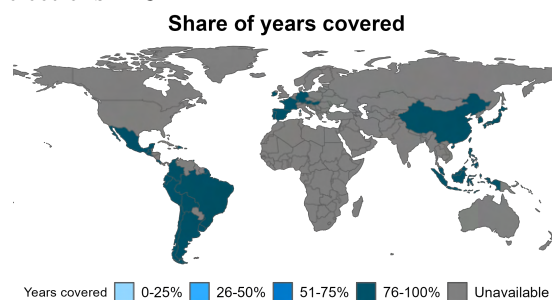 Share of years covered
Years covered 0-25% 26-50% 51-75% 76-100% Unavailable